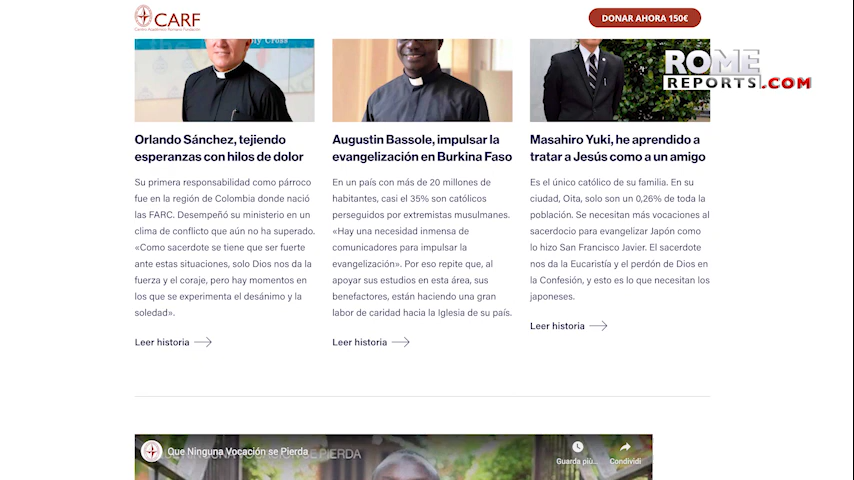 CARF
Centro Académico Romano Fundación
DONAR AHORA 150€
ROME
REPORTS.COM
ty Cross
Orlando Sánchez, tejiendo
esperanzas con hilos de dolor
Su primera responsabilidad como párroco
fue en la región de Colombia donde nació
las FARC. Desempeñó su ministerio en un
clima de conflicto que aún no ha superado.
«Como sacerdote se tiene que ser fuerte
ante estas situaciones, solo Dios nos da la
fuerza y el coraje, pero hay momentos en
los que se experimenta el desánimo y la
soledad».
Leer historia
Augustin Bassole, impulsar la
evangelización en Burkina Faso
En un país con más de 20 millones de
habitantes, casi el 35% son católicos
perseguidos por extremistas musulmanes.
«Hay una necesidad inmensa de
comunicadores para impulsar la
evangelización». Por eso repite que, al
apoyar sus estudios en esta área, sus
benefactores, están haciendo una gran
labor de caridad hacia la Iglesia de su país.
Leer historia
Masahiro Yuki, he aprendido a
tratar a Jesús como a un amigo
Es el único católico de su familia. En su
ciudad, Oita, solo son un 0,26% de toda la
población. Se necesitan más vocaciones al
sacerdocio para evangelizar Japón como
lo hizo San Francisco Javier. El sacerdote
nos da la Eucaristía y el perdón de Dios en
la Confesión, y esto es lo que necesitan los
japoneses.
Leer historia
Que Ninguna Vocación se Pierda
Guarda più...
Condividi